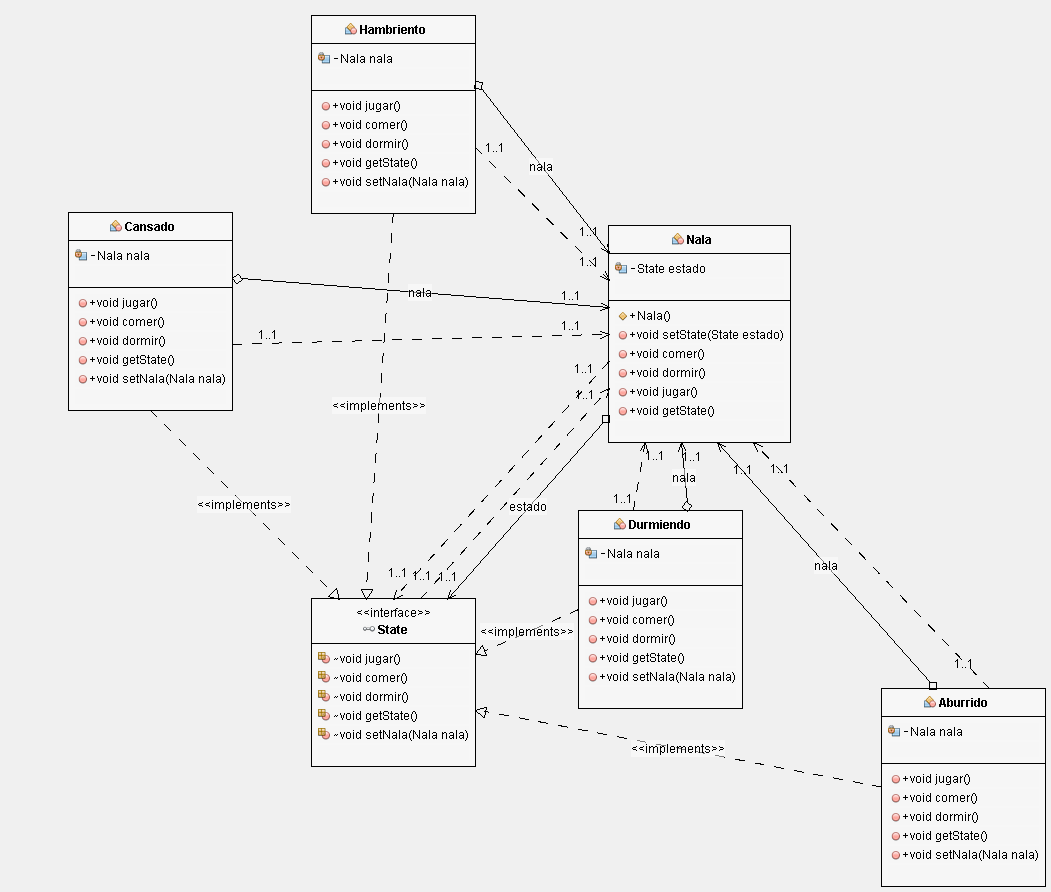 Hambriento
-Nala nala
+void jugar()
+void comer()
+void dormir()
+void getState()
+void setNala(Nala nala)
1..1
nala
1..1
1..1
Cansado
-Nala nala
+void jugar()
+void comer()
+void dormir()
+void getState()
+void setNala(Nala nala)
nala
1..1
1..1
1..1
Nala
-State estado
+Nala()
+void setState(State estado)
+void comer()
+void dormir()
+void jugar()
+void getState()
1..1
1..1
<<implements>>
<<implements>>
estado
1..1
1..1
1..1
1..1
1..1
nala
1..1
1..1
1..1
Durmiendo
-Nala nala
+void jugar()
+void comer()
+void dormir()
+void getState()
+void setNala(Nala nala)
nala
<<interface>>
State
~void jugar()
~void comer()
~void dormir()
~void getState()
~void setNala(Nala nala)
<<implements>>
<<implements>>
1..1
Aburrido
-Nala nala
+void jugar()
+void comer()
+void dormir()
+void getState()
+void setNala(Nala nala)